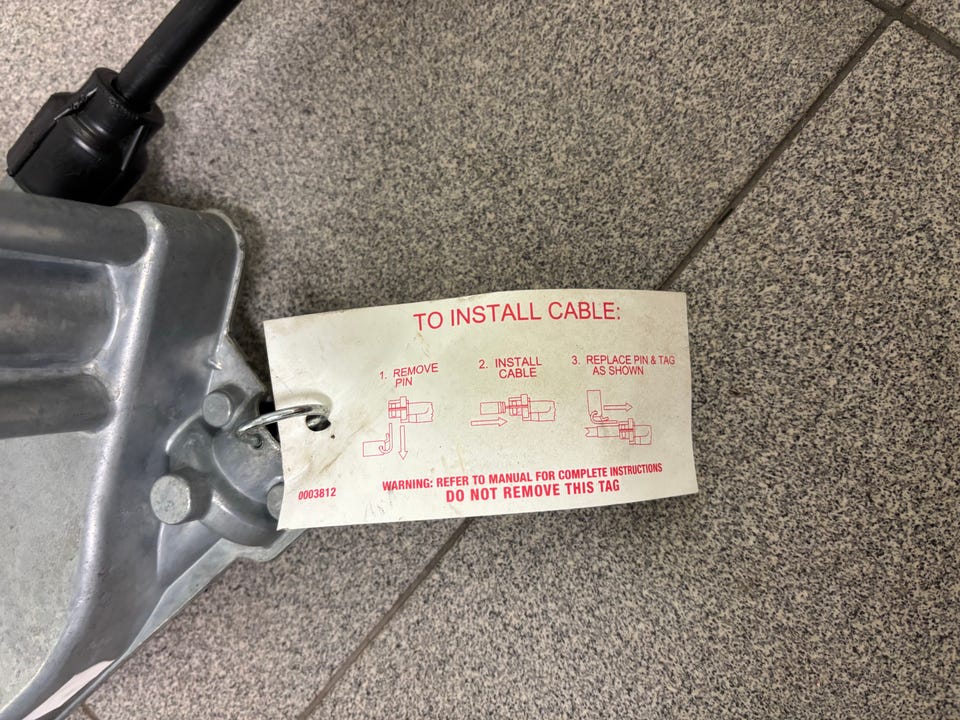 TO INSTALL CABLE:
1. REMOVE
PIN
2. INSTALL
CABLE
3. REPLACE PIN & TAG
AS SHOWN
WARNING: REFER TO MANUAL FOR COMPLETE INSTRUCTIONS
0003812
DO NOT REMOVE THIS TAG